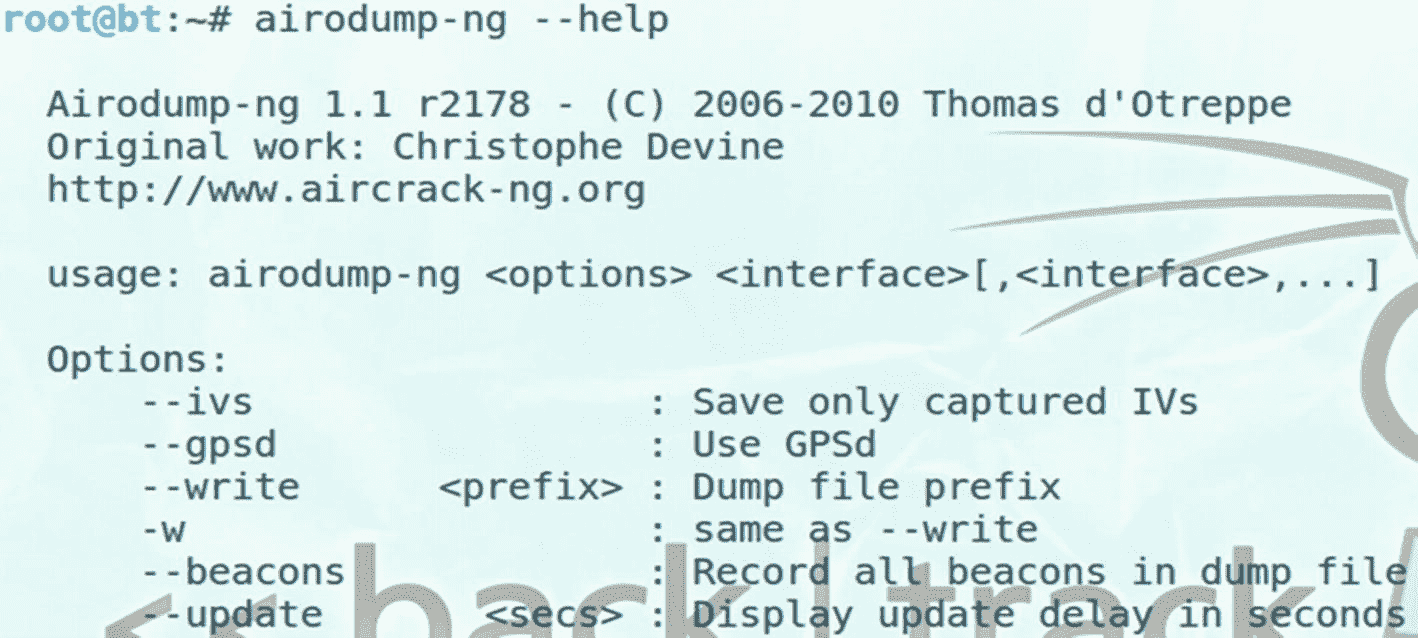 root@bt:~# airodump-ng --help
Airodump-ng 1.1 r2178 - (C) 2006-2010 Thomas d'Otreppe
Original work: Christophe Devine
http://www.aircrack-ng.org
usage: airodump-ng <options> <interface>[,<interface>,...]
Options:
--ivs : Save only captured IVs
--gpsd : Use GPSd
--write <prefix> : Dump file prefix
-w : same as --write
--beacons : Record all beacons in dump file
--update <secs> : Display update delay in seconds
<< back | track